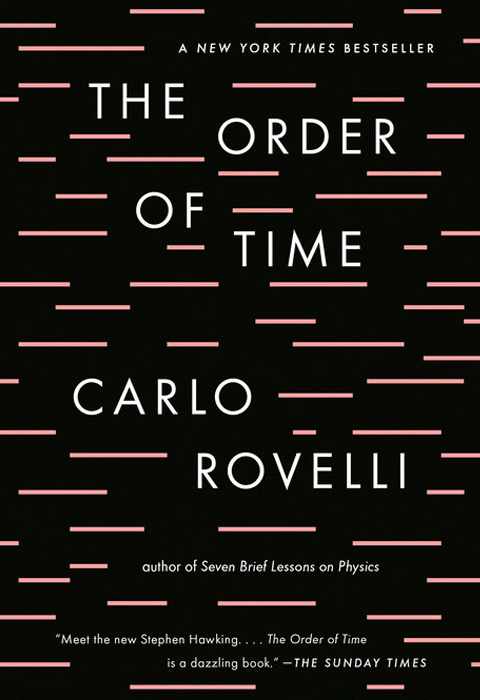 A NEW YORK TIMES BESTSELLER
THE
ORDER
OF
TIME
CARLO
ROVELLI
author of Seven Brief Lessons on Physics
“Meet the new Stephen Hawking. . . . The Order of Time
is a dazzling book.” —THE SUNDAY TIMES